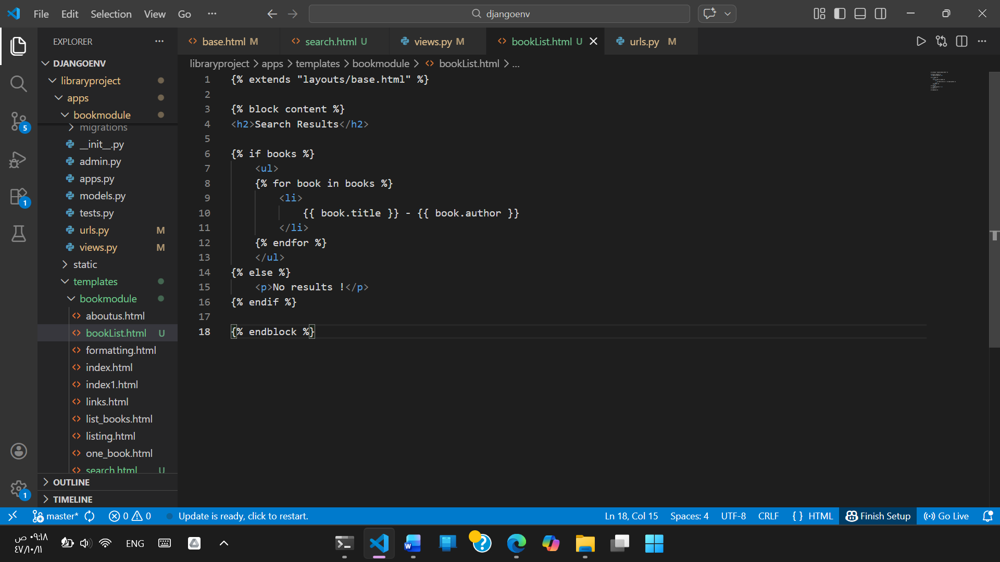 File Edit Selection View Go ··· djangoenv
EXPLORER ···
base.html M search.html U views.py M bookList.html U urls.py M
DJANGOENV
libraryproject
apps
bookmodule
migrations
__init__.py
admin.py
apps.py
models.py
tests.py
urls.py M
views.py M
static
templates
bookmodule
aboutus.html
bookList.html U
formatting.html
index.html
index1.html
links.html
list_books.html
listing.html
one_book.html
search.html U
OUTLINE
TIMELINE
5
1
1
libraryproject > apps > templates > bookmodule > bookList.html > ...
1 {% extends "layouts/base.html" %}
2
3 {% block content %}
4 <h2>Search Results</h2>
5
6 {% if books %}
7 <ul>
8 {% for book in books %}
9 <li>
10 {{ book.title }} - {{ book.author }}
11 </li>
12 {% endfor %}
13 </ul>
14 {% else %}
15 <p>No results !</p>
16 {% endif %}
17
18 {% endblock %}
master* 0 0 Update is ready, click to restart. Ln 18, Col 15 Spaces: 4 UTF-8 CRLF { } HTML Finish Setup Go Live
٠٩:١٨ ص
٤٧/١٠/١١
ENG